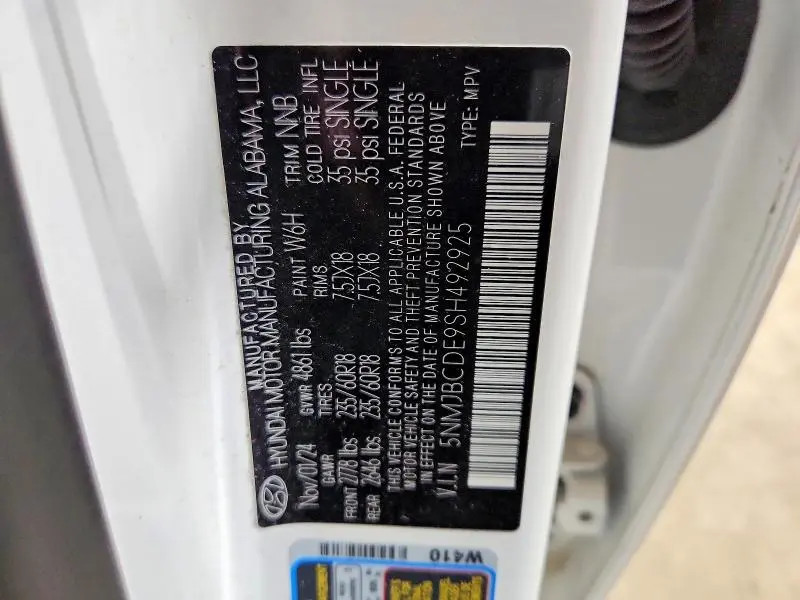 MANUFACTURED BY
HYUNDAI MOTOR MANUFACTURING ALABAMA, LLC
Nov/01/24 GVWR 4861 lbs PAINT W6H TRIM NNB
GAWR TIRES RIMS COLD TIRE INFL
FRONT 2778 lbs. 235/60R18 7.5JX18 35 psi SINGLE
REAR 2646 lbs. 235/60R18 7.5JX18 35 psi SINGLE
THIS VEHICLE CONFORMS TO ALL APPLICABLE U.S.A. FEDERAL
MOTOR VEHICLE SAFETY AND THEFT PREVENTION STANDARDS
IN EFFECT ON THE DATE OF MANUFACTURE SHOWN ABOVE
V.I.N 5NMJBCDE9SH492925 TYPE: MPV
W410